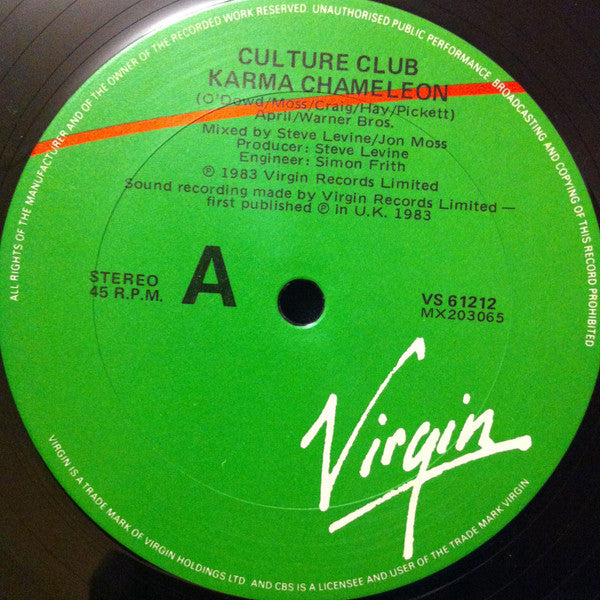 ALL RIGHTS OF THE MANUFACTURER AND OF THE OWNER OF THE RECORDED WORK RESERVED. UNAUTHORISED PUBLIC PERFORMANCE, BROADCASTING AND COPYING OF THIS RECORD PROHIBITED
CULTURE CLUB
KARMA CHAMELEON
(O'Dowd/Moss/Craig/Hay/Pickett)
April/Warner Bros.
Mixed by Steve Levine/Jon Moss
Producer: Steve Levine
Engineer: Simon Frith
℗ 1983 Virgin Records Limited
Sound recording made by Virgin Records Limited —
first published ℗ in U.K. 1983
STEREO
45 R.P.M.
A
VS 61212
MX203065
Virgin
VIRGIN IS A TRADE MARK OF VIRGIN HOLDINGS LTD AND CBS IS A LICENSEE AND USER OF THE TRADE MARK VIRGIN